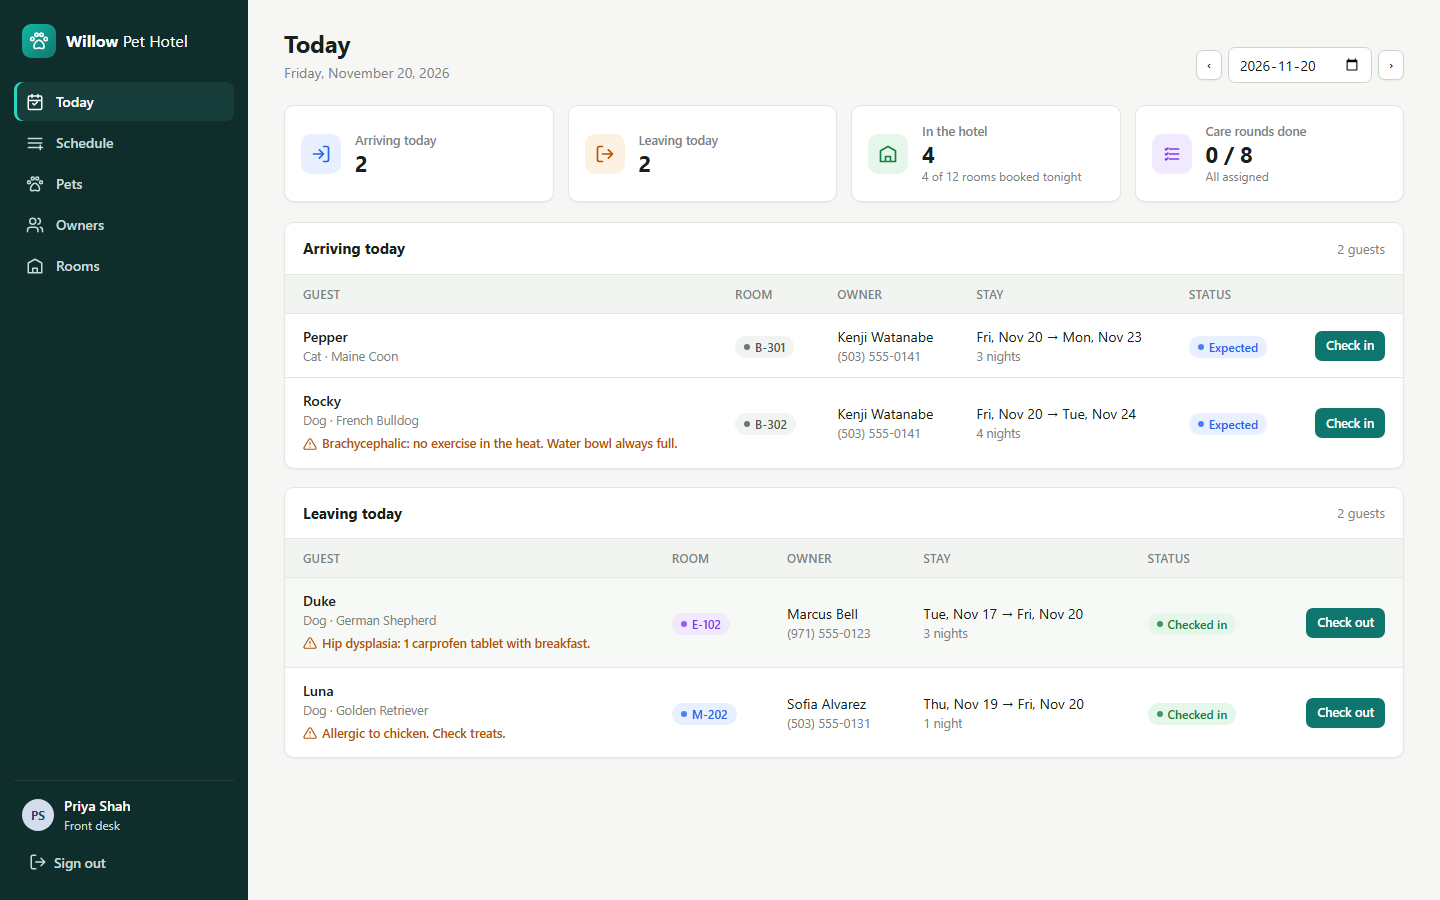 Willow Pet Hotel
Today
Schedule
Pets
Owners
Rooms
PS
Priya Shah
Front desk
Sign out
Today
Friday, November 20, 2026
‹ 2026-11-20 ›
Arriving today
2
Leaving today
2
In the hotel
4
4 of 12 rooms booked tonight
Care rounds done
0 / 8
All assigned
Arriving today 2 guests
GUEST ROOM OWNER STAY STATUS
Pepper
Cat · Maine Coon
B-301
Kenji Watanabe
(503) 555-0141
Fri, Nov 20 → Mon, Nov 23
3 nights
Expected
Check in
Rocky
Dog · French Bulldog
Brachycephalic: no exercise in the heat. Water bowl always full.
B-302
Kenji Watanabe
(503) 555-0141
Fri, Nov 20 → Tue, Nov 24
4 nights
Expected
Check in
Leaving today 2 guests
GUEST ROOM OWNER STAY STATUS
Duke
Dog · German Shepherd
Hip dysplasia: 1 carprofen tablet with breakfast.
E-102
Marcus Bell
(971) 555-0123
Tue, Nov 17 → Fri, Nov 20
3 nights
Checked in
Check out
Luna
Dog · Golden Retriever
Allergic to chicken. Check treats.
M-202
Sofia Alvarez
(503) 555-0131
Thu, Nov 19 → Fri, Nov 20
1 night
Checked in
Check out